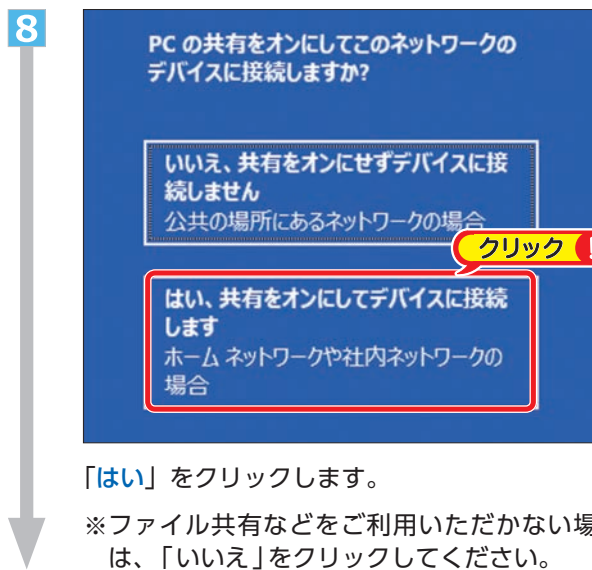 8
PC の共有をオンにしてこのネットワークの
デバイスに接続しますか?
いいえ、共有をオンにせずデバイスに接
続しません
公共の場所にあるネットワークの場合
クリック
はい、共有をオンにしてデバイスに接続
します
ホーム ネットワークや社内ネットワークの
場合
「はい」をクリックします。
※ファイル共有などをご利用いただかない場
は、「いいえ」をクリックしてください。